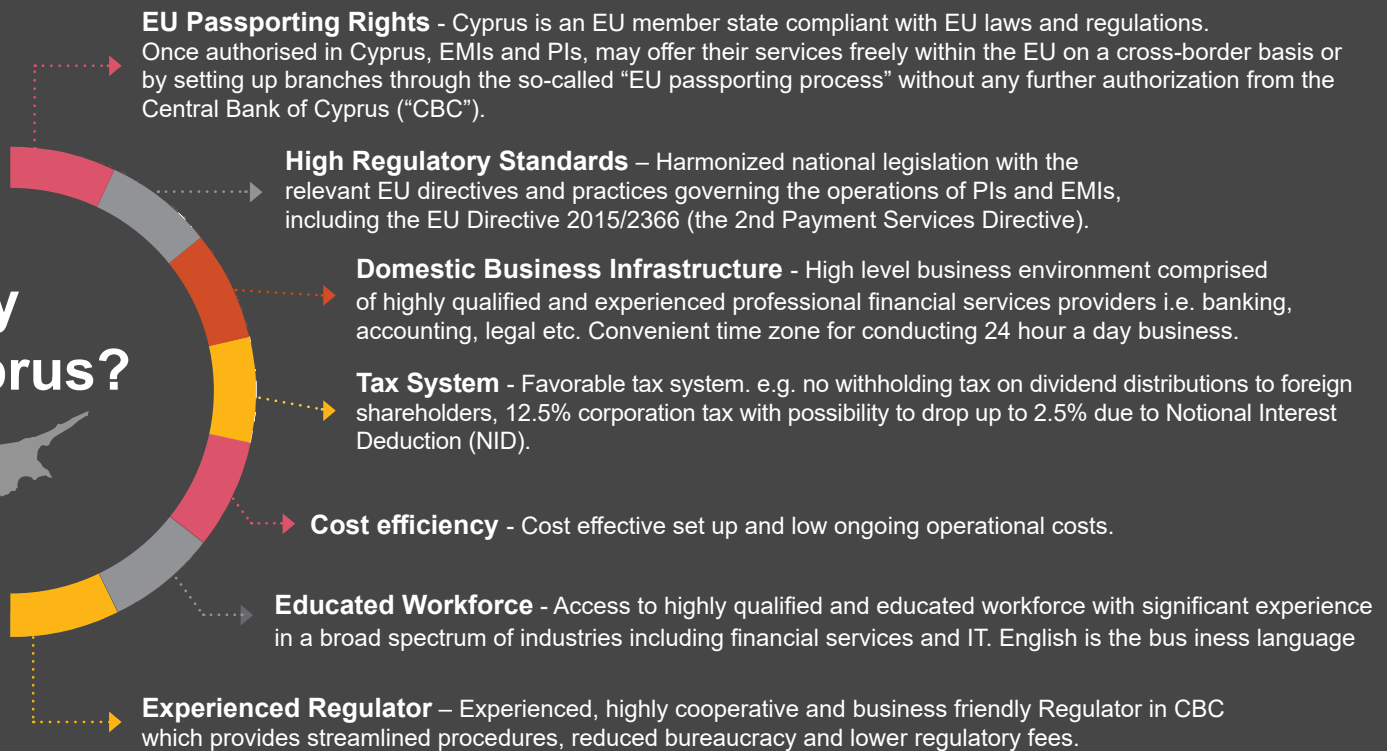 EU Passporting Rights - Cyprus is an EU member state compliant with EU laws and regulations.
Once authorised in Cyprus, EMIs and PIs, may offer their services freely within the EU on a cross-border basis or
by setting up branches through the so-called “EU passporting process” without any further authorization from the
Central Bank of Cyprus (“CBC”).
High Regulatory Standards – Harmonized national legislation with the
relevant EU directives and practices governing the operations of PIs and EMIs,
including the EU Directive 2015/2366 (the 2nd Payment Services Directive).
Domestic Business Infrastructure - High level business environment comprised
of highly qualified and experienced professional financial services providers i.e. banking,
accounting, legal etc. Convenient time zone for conducting 24 hour a day business.
y
prus?
Tax System - Favorable tax system. e.g. no withholding tax on dividend distributions to foreign
shareholders, 12.5% corporation tax with possibility to drop up to 2.5% due to Notional Interest
Deduction (NID).
Cost efficiency - Cost effective set up and low ongoing operational costs.
Educated Workforce - Access to highly qualified and educated workforce with significant experience
in a broad spectrum of industries including financial services and IT. English is the bus iness language
Experienced Regulator – Experienced, highly cooperative and business friendly Regulator in CBC
which provides streamlined procedures, reduced bureaucracy and lower regulatory fees.